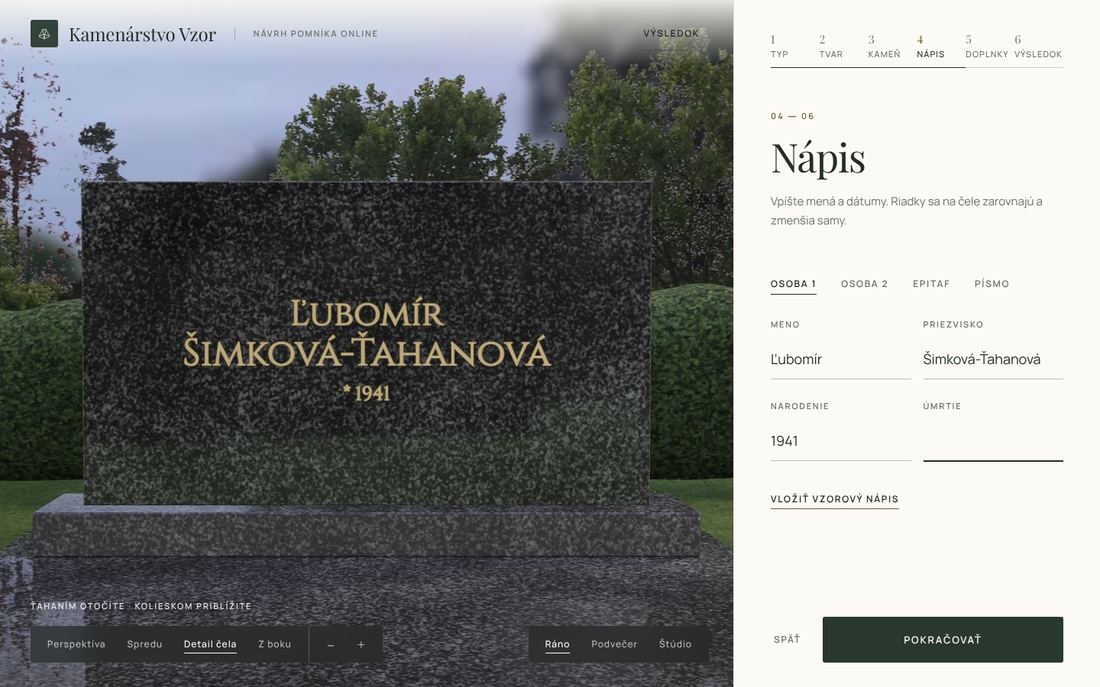 Kamenárstvo Vzor
NÁVRH POMNÍKA ONLINE
VÝSLEDOK
ĽUBOMÍR
ŠIMKOVÁ-ŤAHANOVÁ
* 1941
ŤAHANÍM OTOČÍTE · KOLIESKOM PRIBLÍŽITE
Perspektíva Spredu Detail čela Z boku – +
Ráno Podvečer Štúdio
1 2 3 4 5 6
TYP TVAR KAMEŇ NÁPIS DOPLNKY VÝSLEDOK
04 — 06
Nápis
Vpíšte mená a dátumy. Riadky sa na čele zarovnajú a
zmenšia samy.
OSOBA 1 OSOBA 2 EPITAF PÍSMO
MENO PRIEZVISKO
Ľubomír Šimková-Ťahanová
NARODENIE ÚMRTIE
1941
VLOŽIŤ VZOROVÝ NÁPIS
SPÄŤ POKRAČOVAŤ